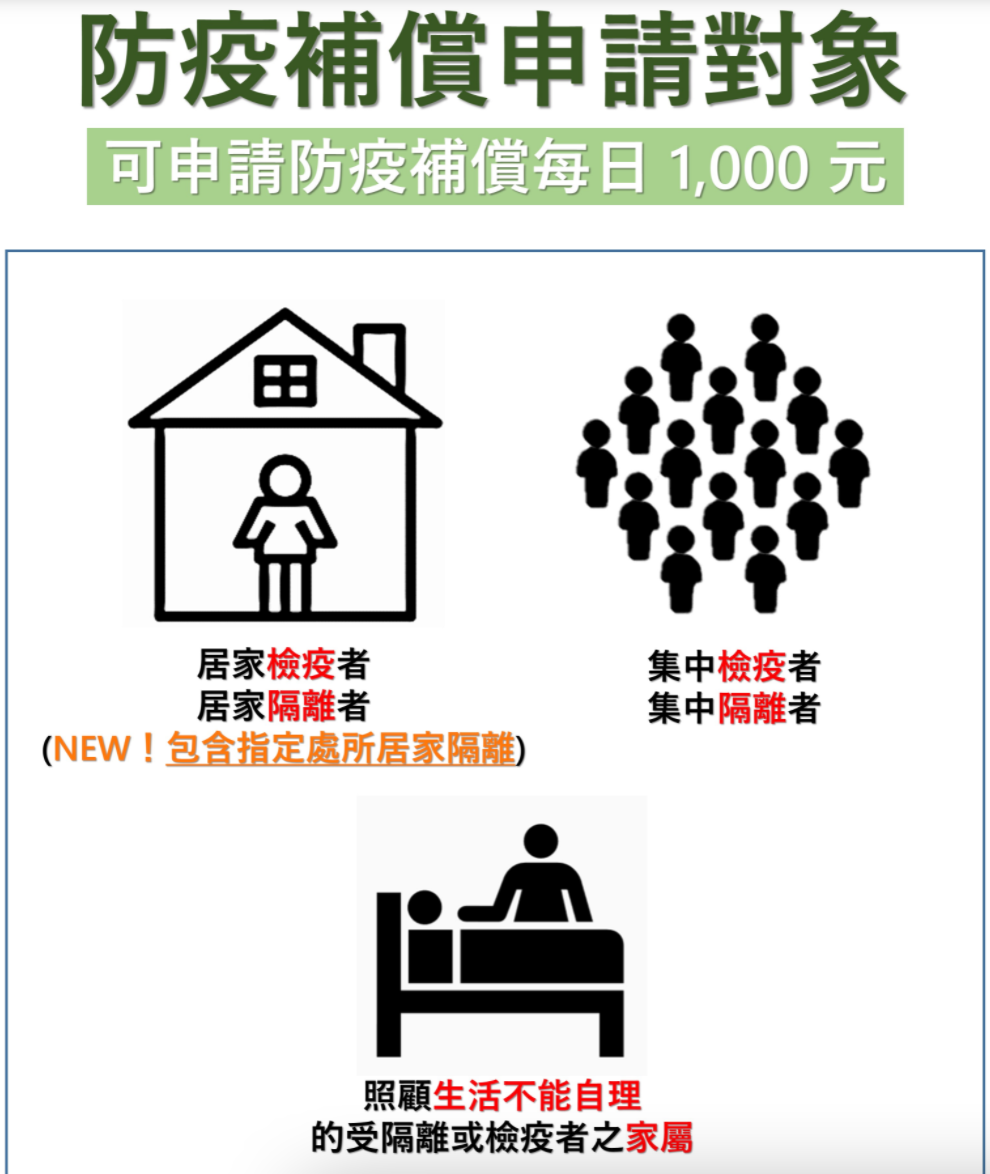 防疫補償申請對象
可申請防疫補償每日 1,000 元
居家檢疫者
居家隔離者
(NEW！包含指定處所居家隔離)
集中檢疫者
集中隔離者
照顧生活不能自理
的受隔離或檢疫者之家屬